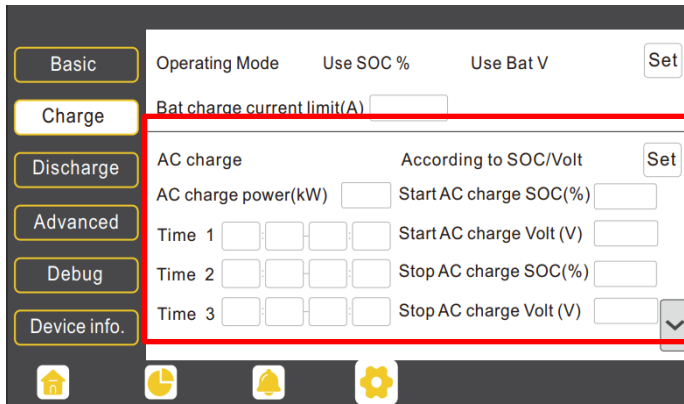 Basic
Charge
Discharge
Advanced
Debug
Device info.
Operating Mode Use SOC % Use Bat V Set
Bat charge current limit(A)
AC charge According to SOC/Volt Set
AC charge power(kW) Start AC charge SOC(%)
Time 1 : - : Start AC charge Volt (V)
Time 2 : - : Stop AC charge SOC(%)
Time 3 : - : Stop AC charge Volt (V)